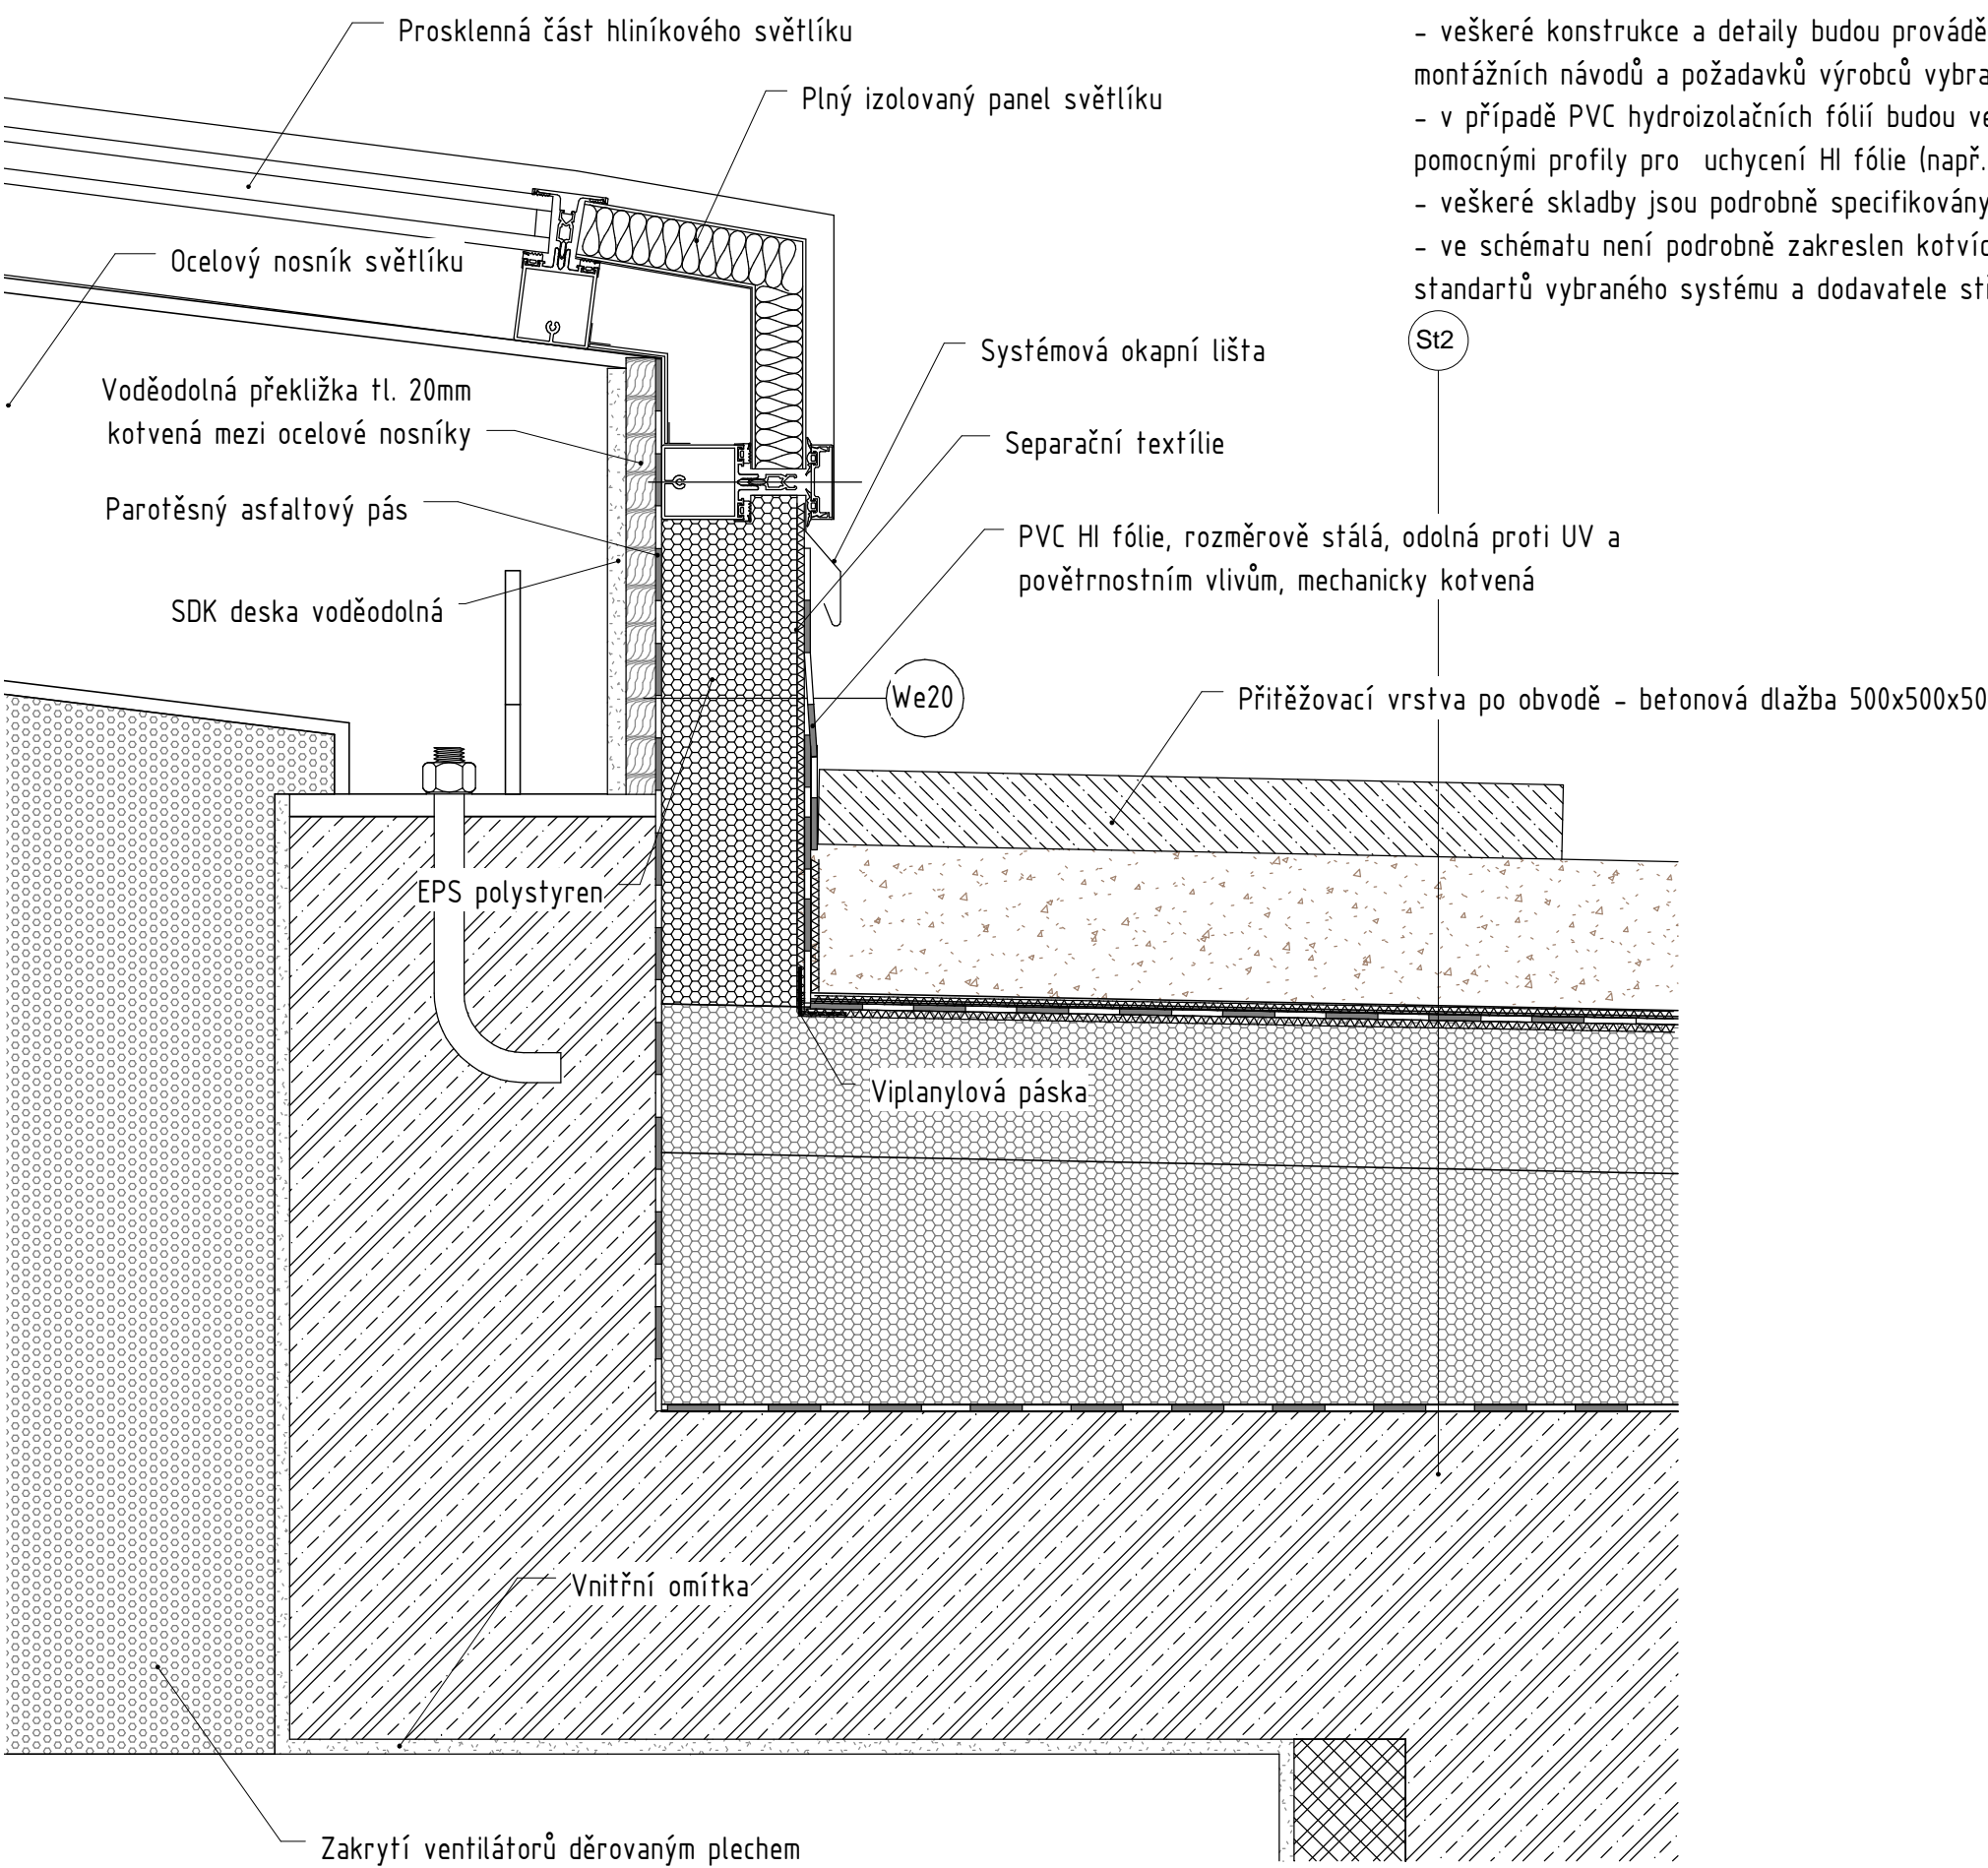 Prosklenná část hliníkového světlíku
Plný izolovaný panel světlíku
Ocelový nosník světlíku
Voděodolná překližka tl. 20mm
kotvená mezi ocelové nosníky
Parotěsný asfaltový pás
SDK deska voděodolná
- veškeré konstrukce a detaily budou provádě
montážních návodů a požadavků výrobců vybra
- v případě PVC hydroizolačních fólií budou ve
pomocnými profily pro uchycení HI fólie (např.
- veškeré skladby jsou podrobně specifikovány
- ve schématu není podrobně zakreslen kotvíc
standartů vybraného systému a dodavatele stř
St2
Systémová okapní lišta
Separační textílie
PVC HI fólie, rozměrově stálá, odolná proti UV a
povětrnostním vlivům, mechanicky kotvená
We20
Přitěžovací vrstva po obvodě - betonová dlažba 500x500x50
EPS polystyren
Viplanylová páska
Vnitřní omítka
Zakrytí ventilátorů děrovaným plechem